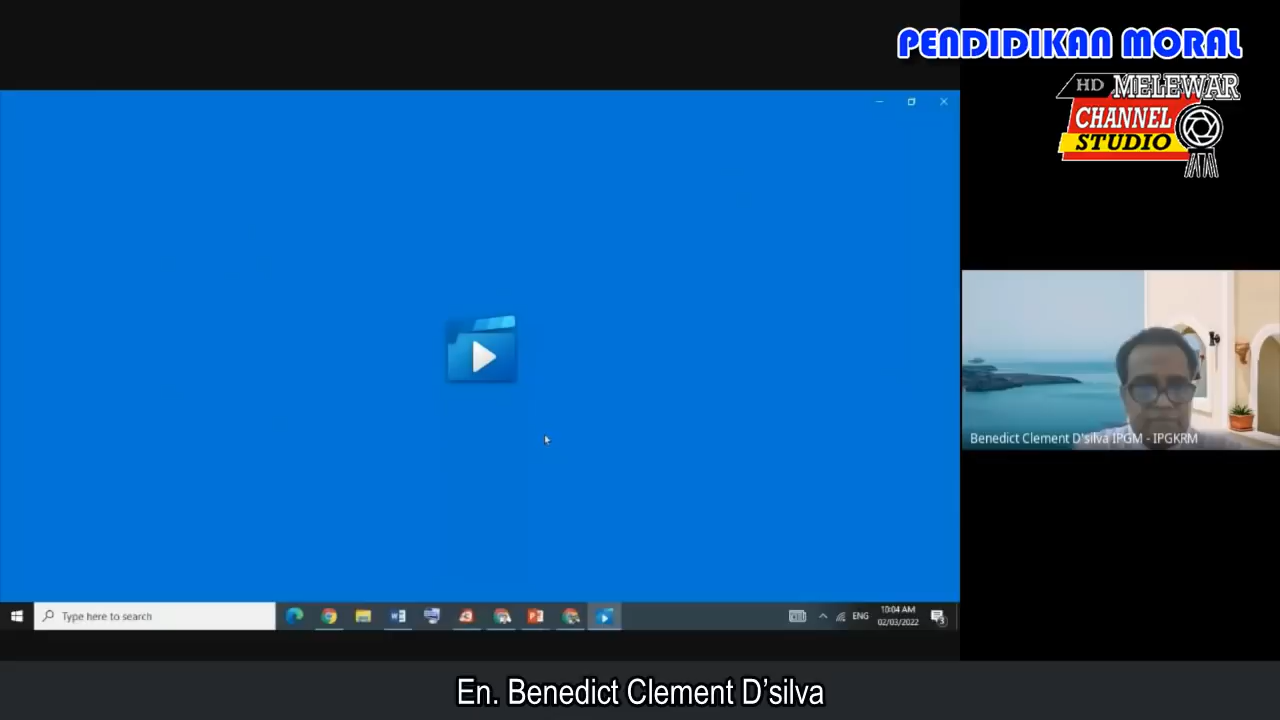 PENDIDIKAN MORAL
HD MELEWAR
CHANNEL
STUDIO
Benedict Clement D'silva IPGM - IPGKRM
Type here to search
ENG
10:04 AM
02/03/2022
3
En. Benedict Clement D’silva